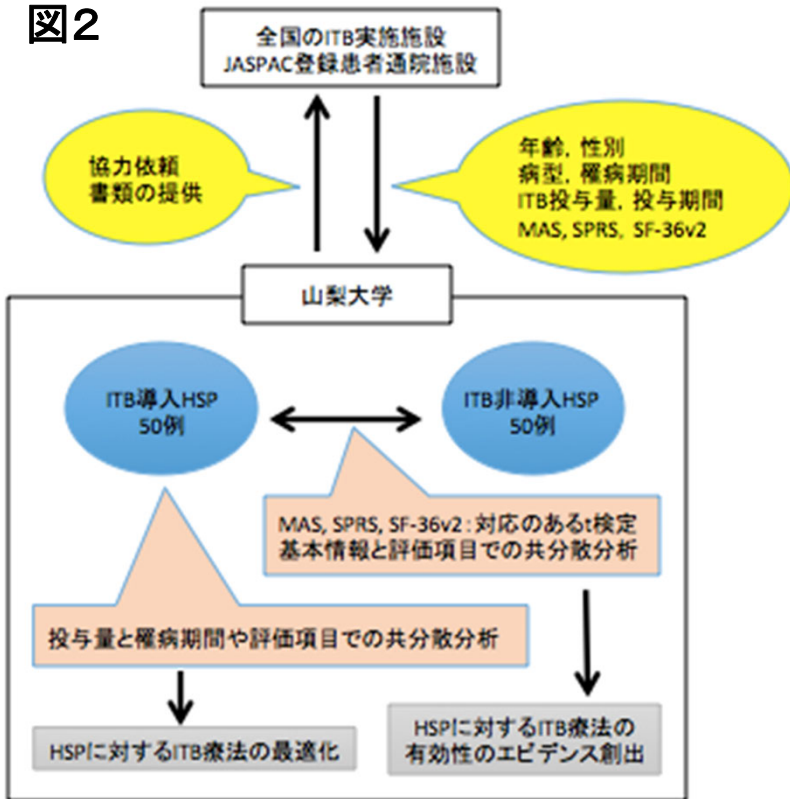 図2
全国のITB実施施設
JASPAC登録患者通院施設
協力依頼
書類の提供
年齢, 性別
病型, 罹病期間
ITB投与量, 投与期間
MAS, SPRS, SF-36v2
山梨大学
ITB導入HSP
50例
ITB非導入HSP
50例
MAS, SPRS, SF-36v2:対応のあるt検定
基本情報と評価項目での共分散分析
投与量と罹病期間や評価項目での共分散分析
HSPに対するITB療法の最適化
HSPに対するITB療法の
有効性のエビデンス創出